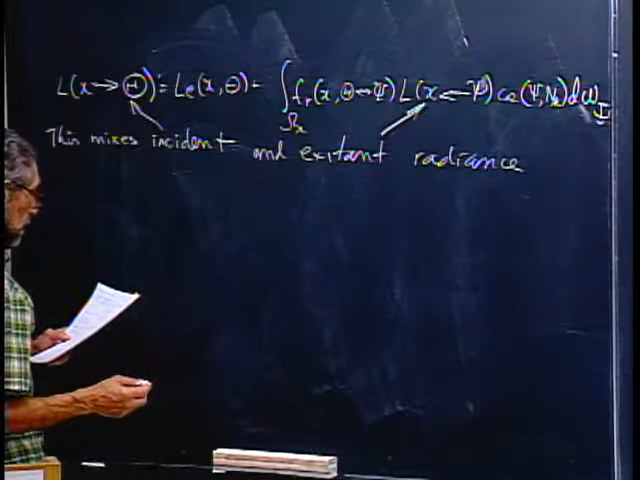 L(x → Θ) = Le(x, Θ) + ∫Ωx fr(x, Θ ↔ Ψ) L(x ← Ψ) cos(Ψ, Nx) dωΨ
This mixes incident and exitant radiance